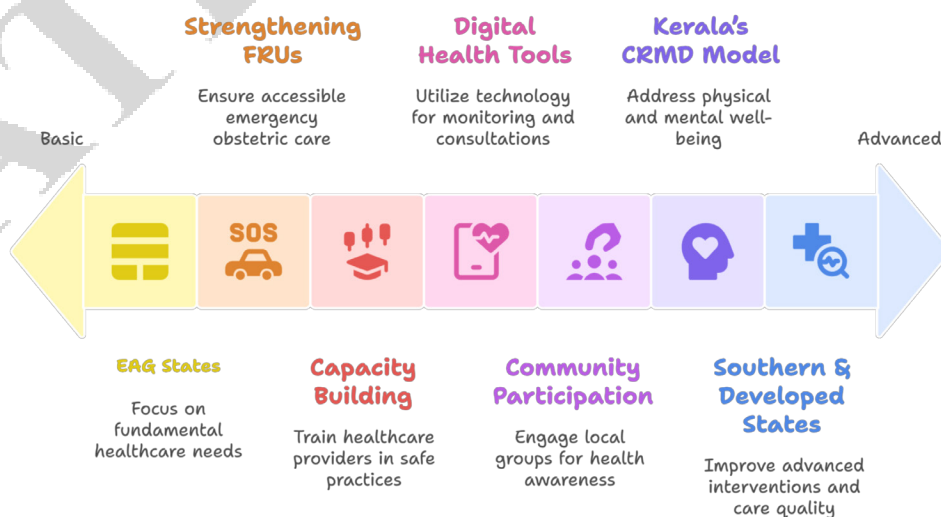 Strengthening
FRUs
Ensure accessible
emergency
obstetric care
Digital
Health Tools
Utilize technology
for monitoring and
consultations
Kerala's
CRMD Model
Address physical
and mental well-
being
Basic
Advanced
SOS
EAG States
Focus on
fundamental
healthcare needs
Capacity
Building
Train healthcare
providers in safe
practices
Community
Participation
Engage local
groups for health
awareness
Southern &
Developed
States
Improve advanced
interventions and
care quality